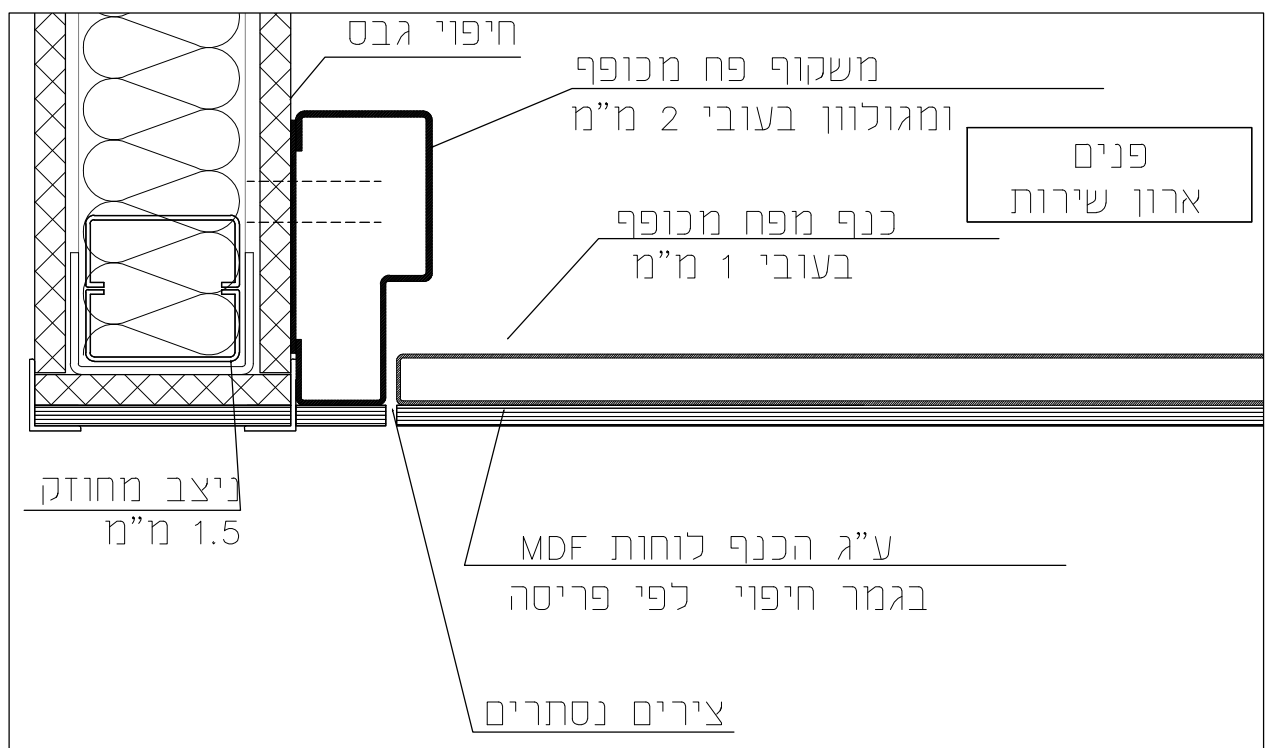 חיפוי גבס
משקוף פח מכופף
ומגולוון בעובי 2 מ"מ
פנים
ארון שירות
כנף מפח מכופף
בעובי 1 מ"מ
ניצב מחוזק
1.5 מ"מ
ע"ג הכנף לוחות MDF
בגמר חיפוי לפי פריסה
צירים נסתרים